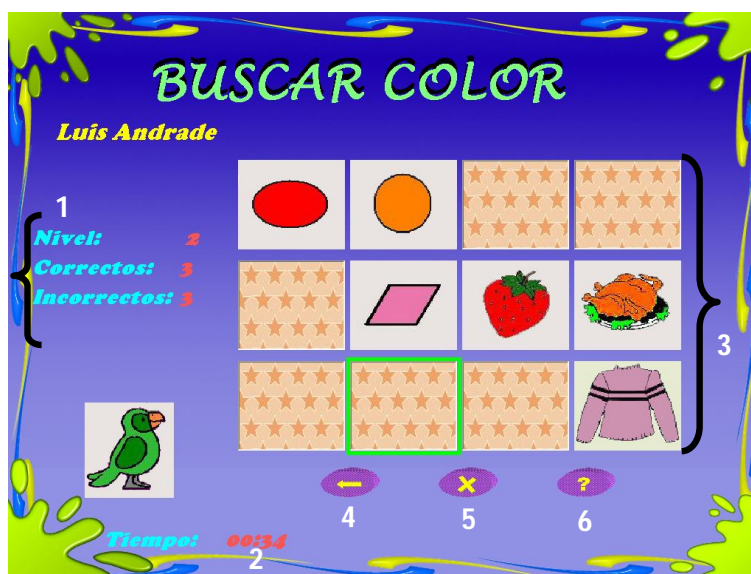 BUSCAR COLOR
Luis Andrade
1
Nivel: 2
Correctos: 3
Incorrectos: 3
3
?
4 5 6
Tiempo: 00:34
2